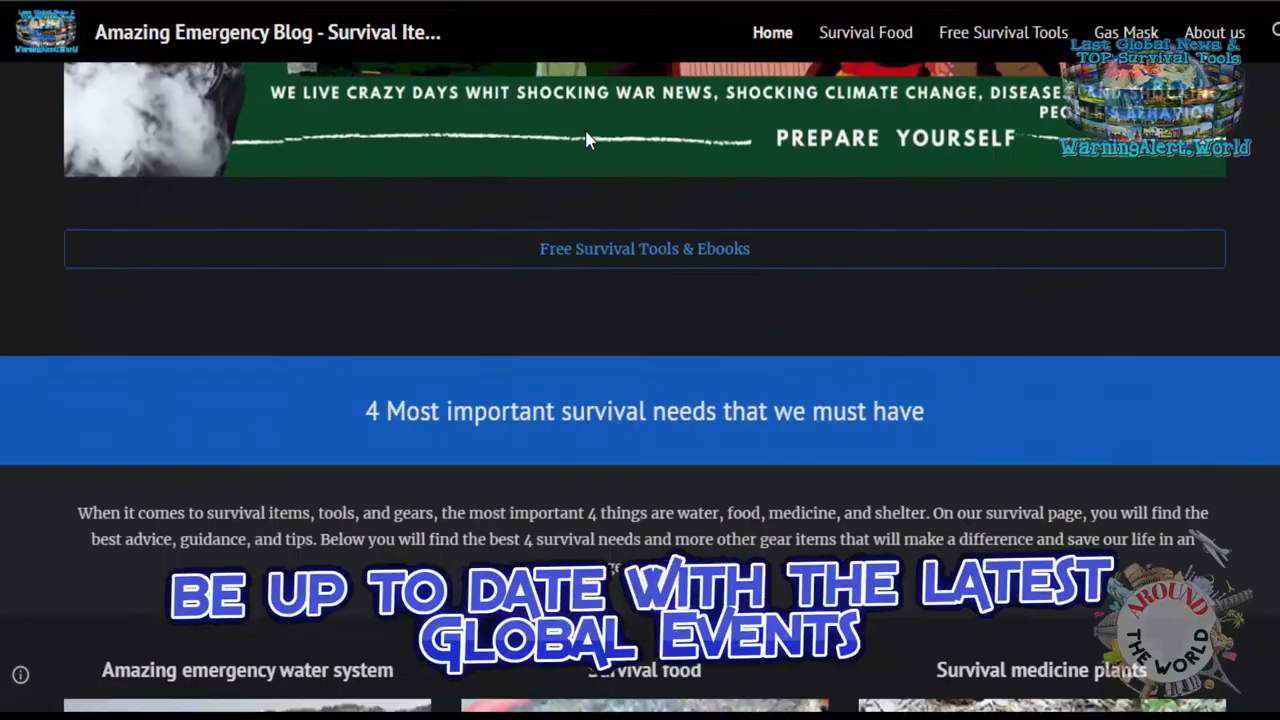 Amazing Emergency Blog - Survival Ite...
Home Survival Food Free Survival Tools Gas Mask About us
Last Global News &
TOP Survival Tools
WE LIVE CRAZY DAYS WHIT SHOCKING WAR NEWS, SHOCKING CLIMATE CHANGE, DISEASE AND SHOCKING
PEOPLE'S BEHAVIOR
PREPARE YOURSELF
WarningAlert.World
Free Survival Tools & Ebooks
4 Most important survival needs that we must have
When it comes to survival items, tools, and gears, the most important 4 things are water, food, medicine, and shelter. On our survival page, you will find the
best advice, guidance, and tips. Below you will find the best 4 survival needs and more other gear items that will make a difference and save our life in an
BE UP TO DATE WITH THE LATEST
GLOBAL EVENTS
AROUND
THE WORLD
Amazing emergency water system
Survival food
Survival medicine plants